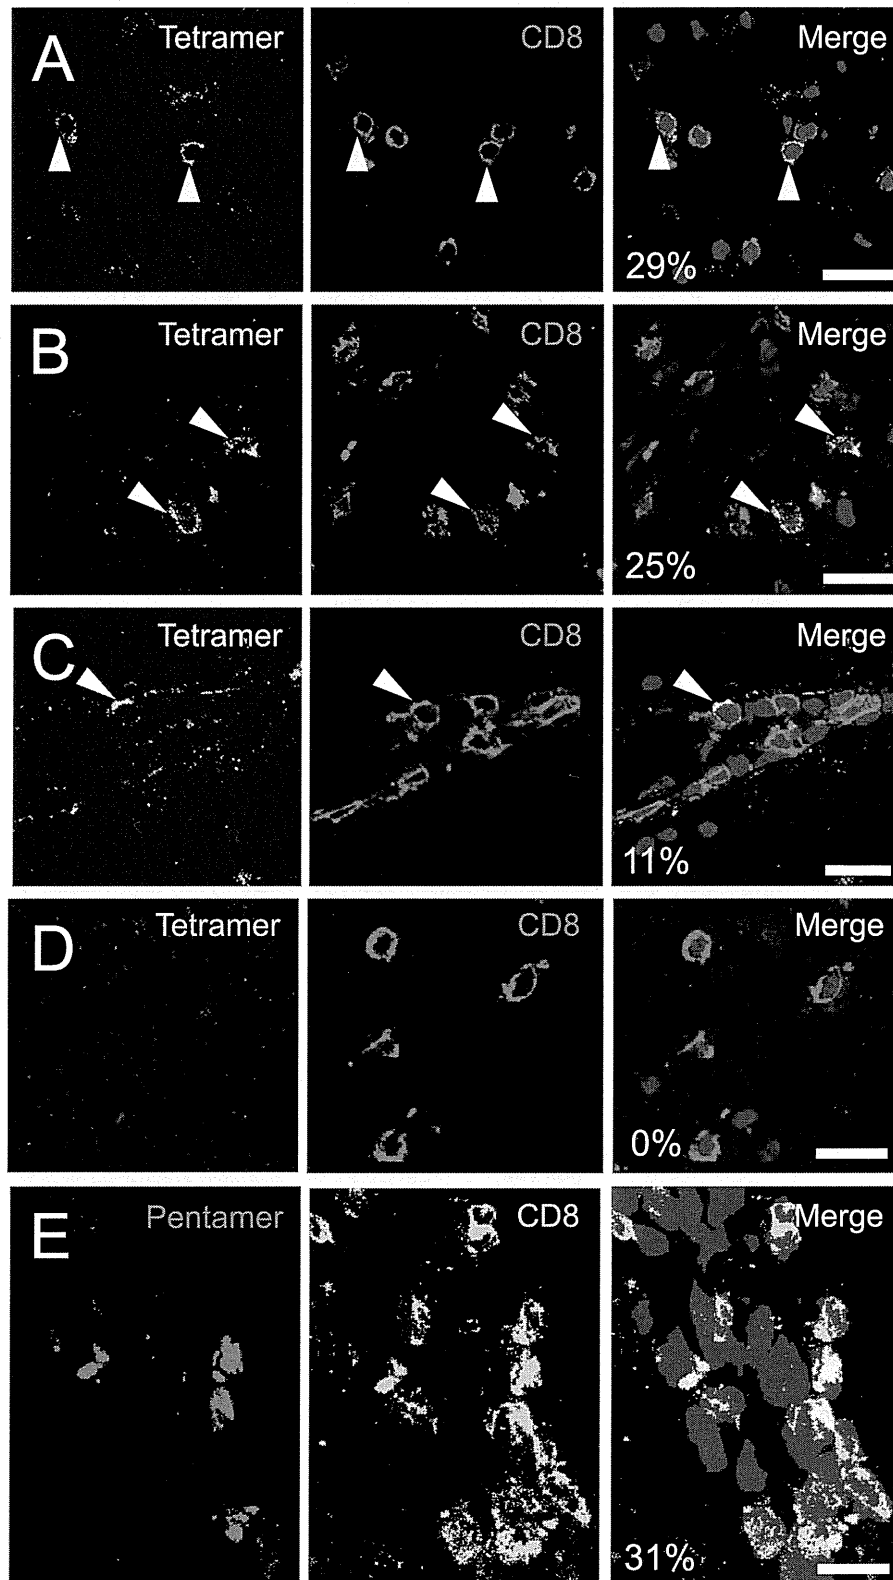 A Tetramer CD8 Merge
29%
B Tetramer CD8 Merge
25%
C Tetramer CD8 Merge
11%
D Tetramer CD8 Merge
0%
E Pentamer CD8 Merge
31%